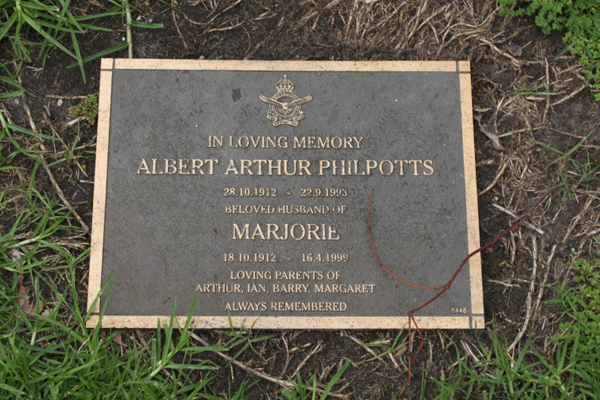 IN LOVING MEMORY
ALBERT ARTHUR PHILPOTTS
28.10.1912 - 22.9.1993
BELOVED HUSBAND OF
MARJORIE
18.10.1912 - 16.4.1999
LOVING PARENTS OF
ARTHUR, IAN, BARRY, MARGARET
ALWAYS REMEMBERED